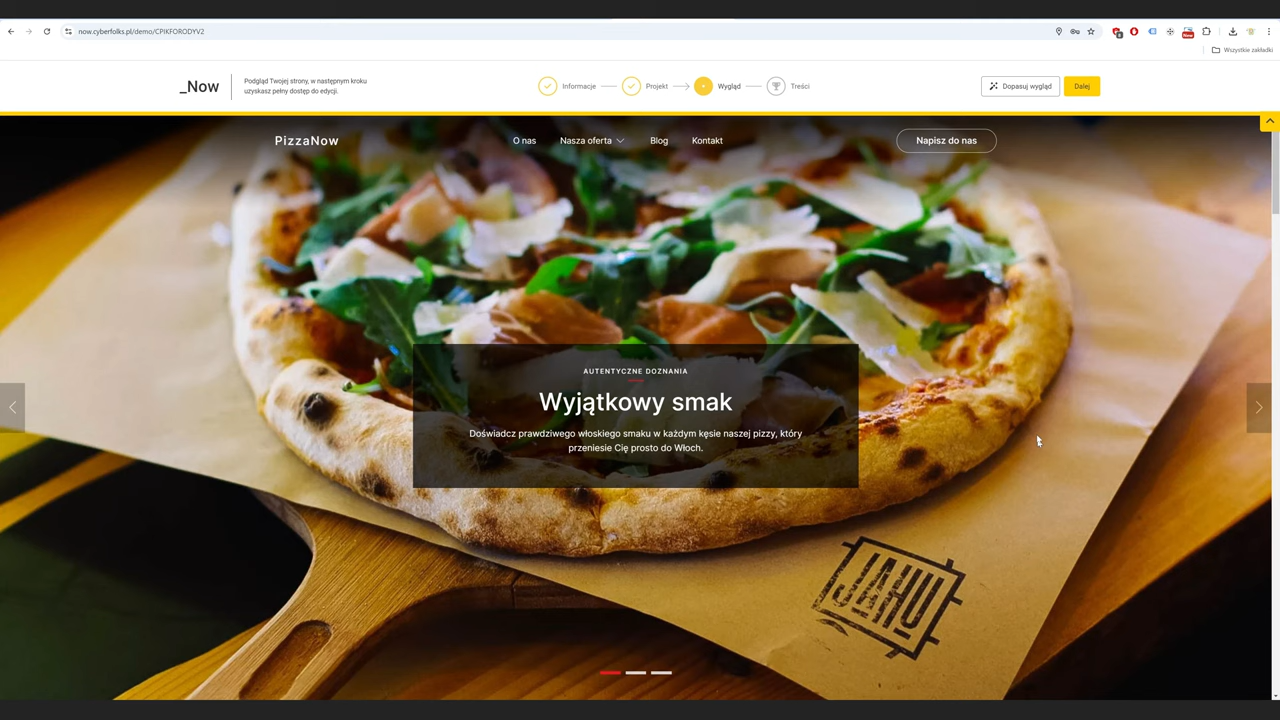 now.cyberfolks.pl/demo/CPIKFORODYV2
Wszystkie zakładki
_Now
Podgląd Twojej strony, w następnym kroku
uzyskasz pełny dostęp do edycji.
Informacje
Projekt
Wygląd
Treści
Dopasuj wygląd
Dalej
PizzaNow
O nas
Nasza oferta
Blog
Kontakt
Napisz do nas
AUTENTYCZNE DOZNANIA
Wyjątkowy smak
Doświadcz prawdziwego włoskiego smaku w każdym kęsie naszej pizzy, który
przeniesie Cię prosto do Włoch.